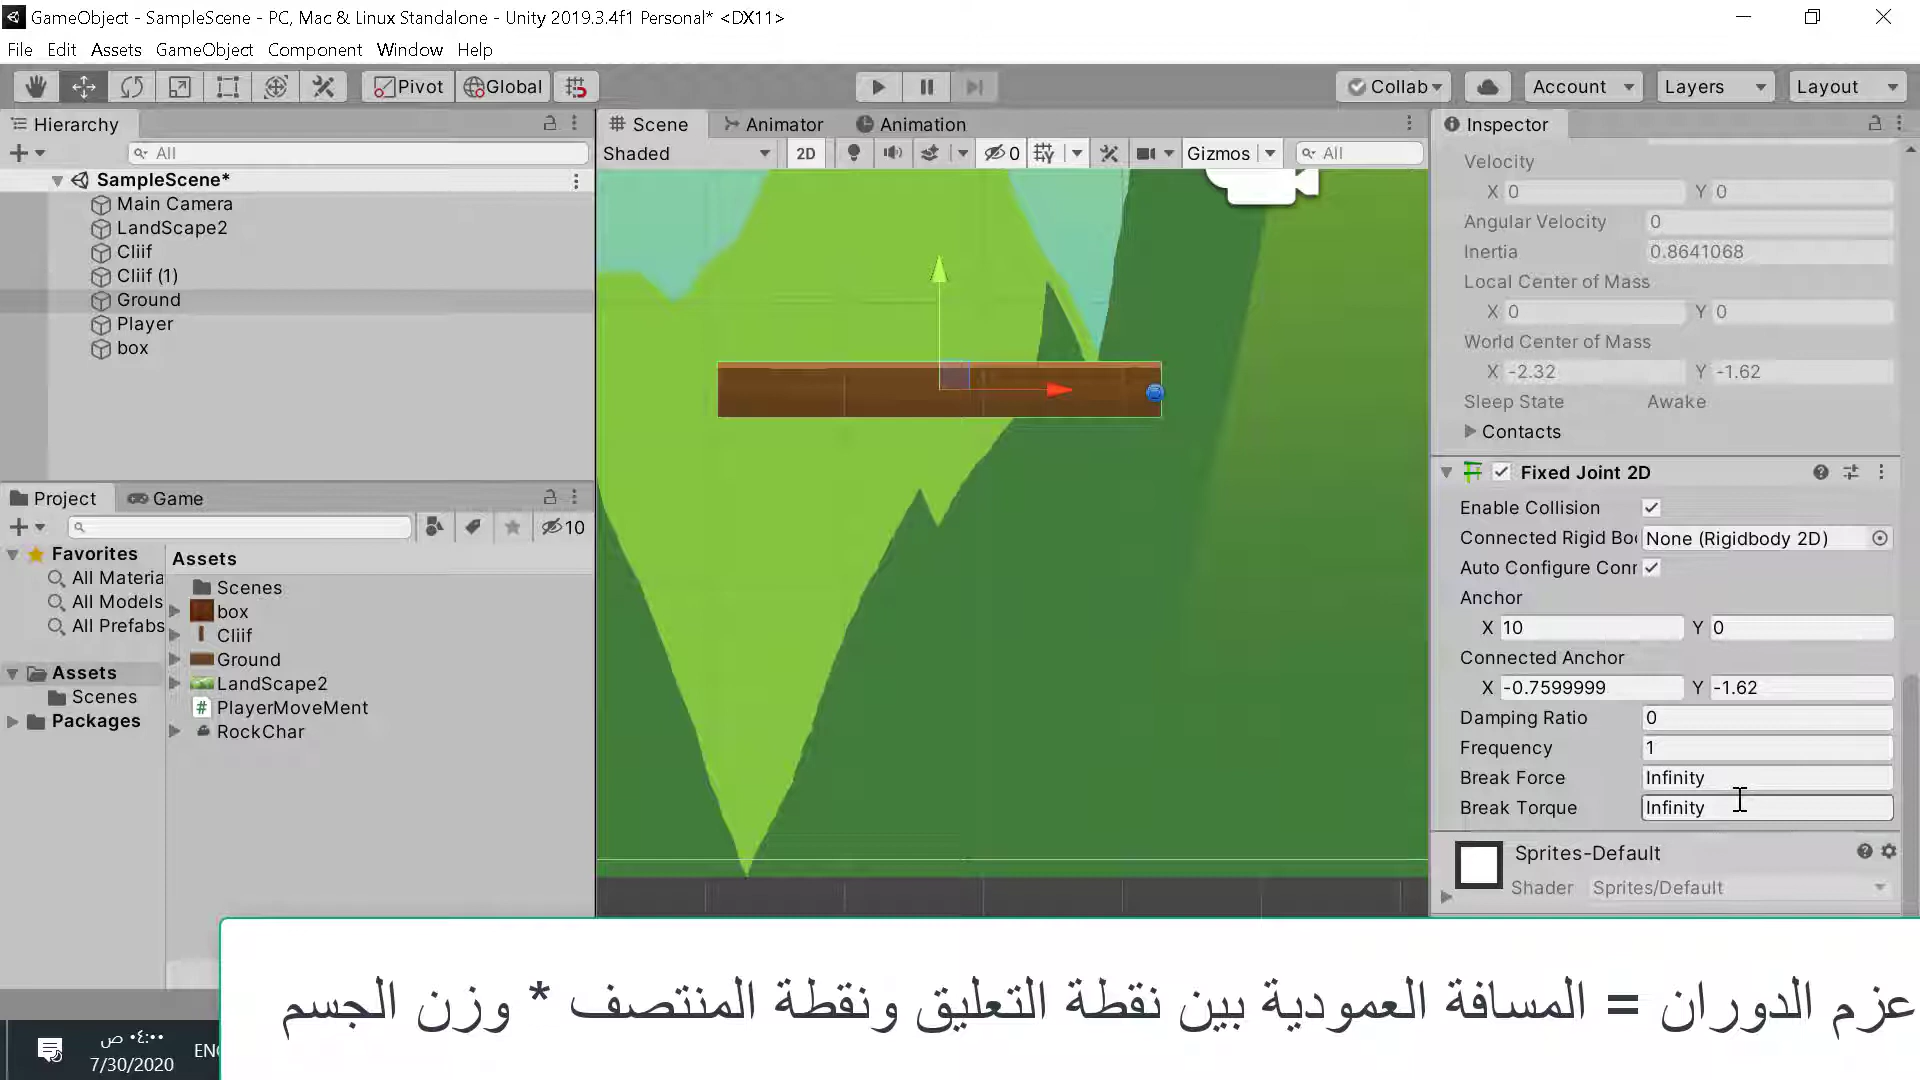 GameObject - SampleScene - PC, Mac & Linux Standalone - Unity 2019.3.4f1 Personal* <DX11>
File Edit Assets GameObject Component Window Help
Pivot Global Collab Account Layers Layout
Hierarchy
All
SampleScene*
Main Camera
LandScape2
Cliif
Cliif (1)
Ground
Player
box
Project Game
10
Favorites
All Materia
All Models
All Prefabs
Assets
Scenes
Packages
Assets
Scenes
box
Cliif
Ground
LandScape2
PlayerMoveMent
RockChar
Scene Animator Animation
Shaded 2D 0 Gizmos All
Inspector
Velocity
X 0 Y 0
Angular Velocity 0
Inertia 0.8641068
Local Center of Mass
X 0 Y 0
World Center of Mass
X -2.32 Y -1.62
Sleep State Awake
Contacts
Fixed Joint 2D
Enable Collision
Connected Rigid Bo None (Rigidbody 2D)
Auto Configure Conr
Anchor
X 10 Y 0
Connected Anchor
X -0.7599999 Y -1.62
Damping Ratio 0
Frequency 1
Break Force Infinity
Break Torque Infinity
Sprites-Default
Shader Sprites/Default
عزم الدوران = المسافة العمودية بين نقطة التعليق ونقطة المنتصف * وزن الجسم
٠٤:٠٠ ص
7/30/2020
ENG